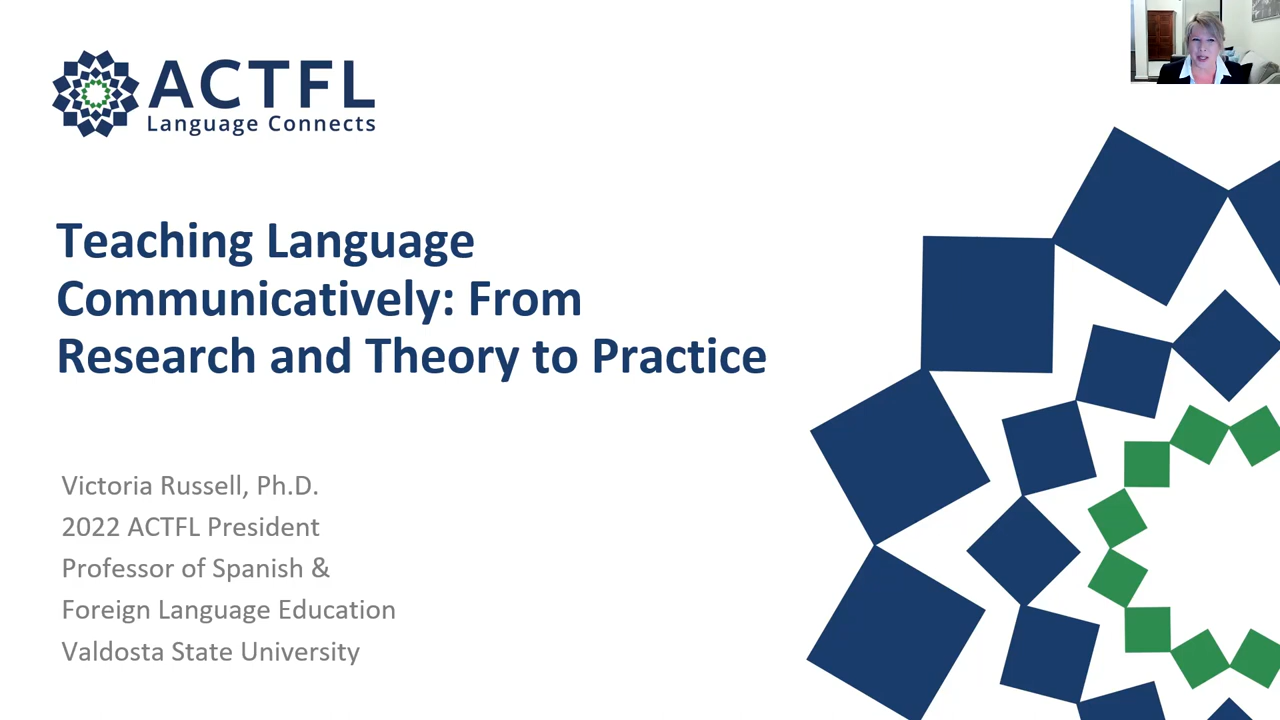 ACTFL
Language Connects
Teaching Language
Communicatively: From
Research and Theory to Practice
Victoria Russell, Ph.D.
2022 ACTFL President
Professor of Spanish &
Foreign Language Education
Valdosta State University